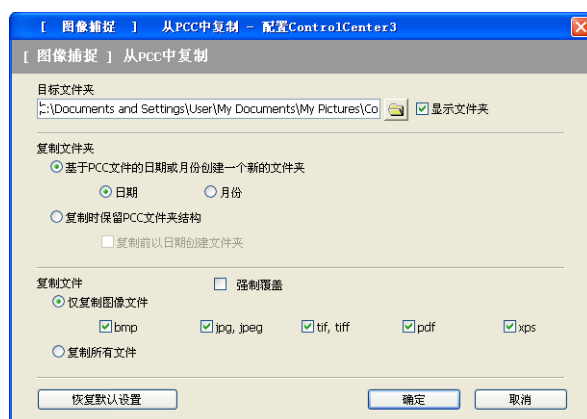 [ 图像捕捉 ] 从PCC中复制 - 配置ControlCenter3
[ 图像捕捉 ] 从PCC中复制
目标文件夹
C:\Documents and Settings\User\My Documents\My Pictures\Co
显示文件夹
复制文件夹
基于PCC文件的日期或月份创建一个新的文件夹
日期 月份
复制时保留PCC文件夹结构
复制前以日期创建文件夹
复制文件 强制覆盖
仅复制图像文件
bmp jpg, jpeg tif, tiff pdf xps
复制所有文件
恢复默认设置 确定 取消